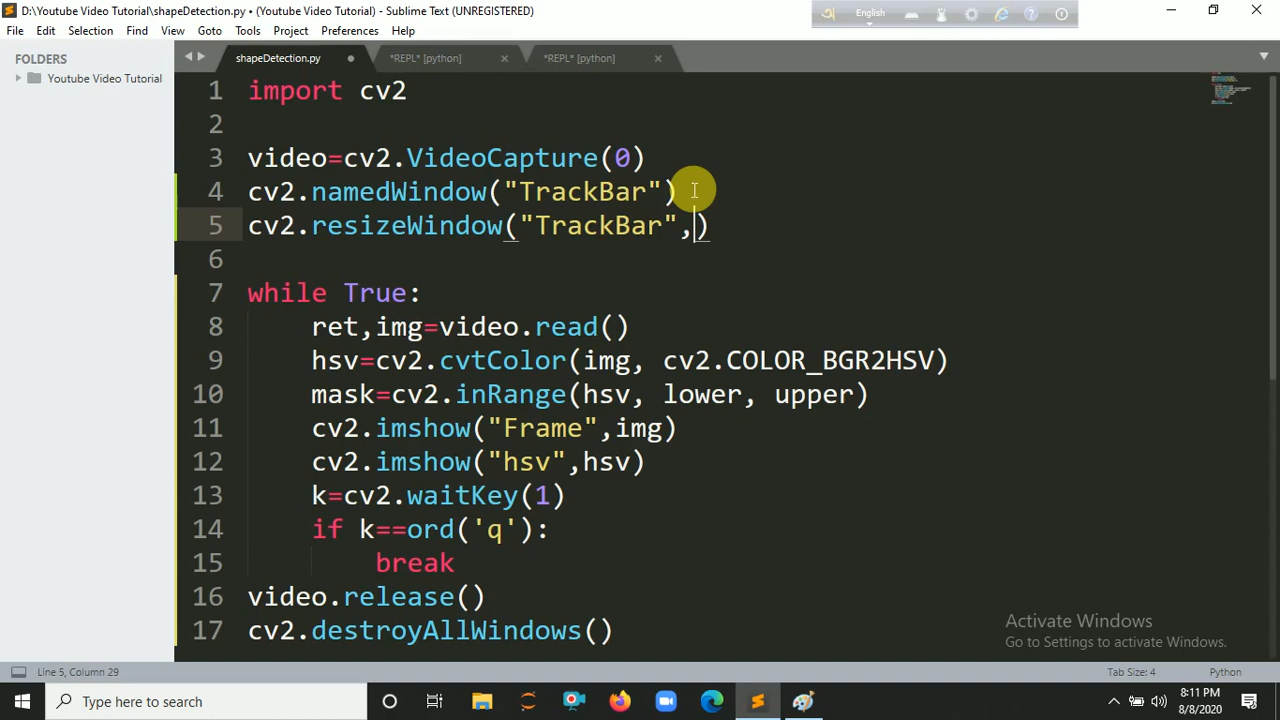 D:\Youtube Video Tutorial\shapeDetection.py • (Youtube Video Tutorial) - Sublime Text (UNREGISTERED)
English
File Edit Selection Find View Goto Tools Project Preferences Help
FOLDERS
Youtube Video Tutorial
shapeDetection.py
*REPL* [python]
*REPL* [python]
1 import cv2
2
3 video=cv2.VideoCapture(0)
4 cv2.namedWindow("TrackBar")
5 cv2.resizeWindow("TrackBar",)
6
7 while True:
8 ret,img=video.read()
9 hsv=cv2.cvtColor(img, cv2.COLOR_BGR2HSV)
10 mask=cv2.inRange(hsv, lower, upper)
11 cv2.imshow("Frame",img)
12 cv2.imshow("hsv",hsv)
13 k=cv2.waitKey(1)
14 if k==ord('q'):
15 break
16 video.release()
17 cv2.destroyAllWindows()
Activate Windows
Go to Settings to activate Windows.
Line 5, Column 29
Tab Size: 4
Python
Type here to search
8:11 PM
8/8/2020